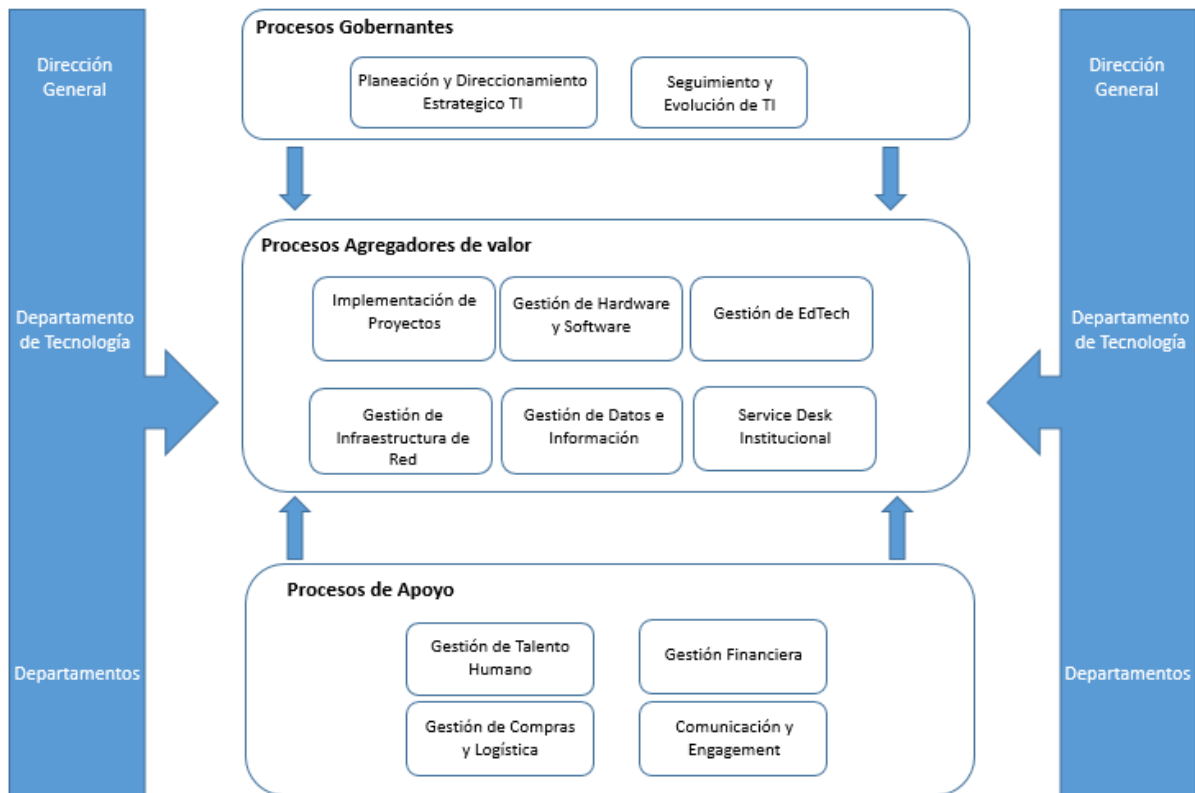 Dirección
General
Departamento
de Tecnología
Departamentos
Procesos Gobernantes
Planeación y Direccionamiento
Estrategico TI
Seguimiento y
Evolución de TI
Procesos Agregadores de valor
Implementación de
Proyectos
Gestión de Hardware
y Software
Gestión de EdTech
Gestión de
Infraestructura de
Red
Gestión de Datos e
Información
Service Desk
Institucional
Procesos de Apoyo
Gestión de Talento
Humano
Gestión Financiera
Gestión de Compras
y Logística
Comunicación y
Engagement
Dirección
General
Departamento
de Tecnología
Departamentos